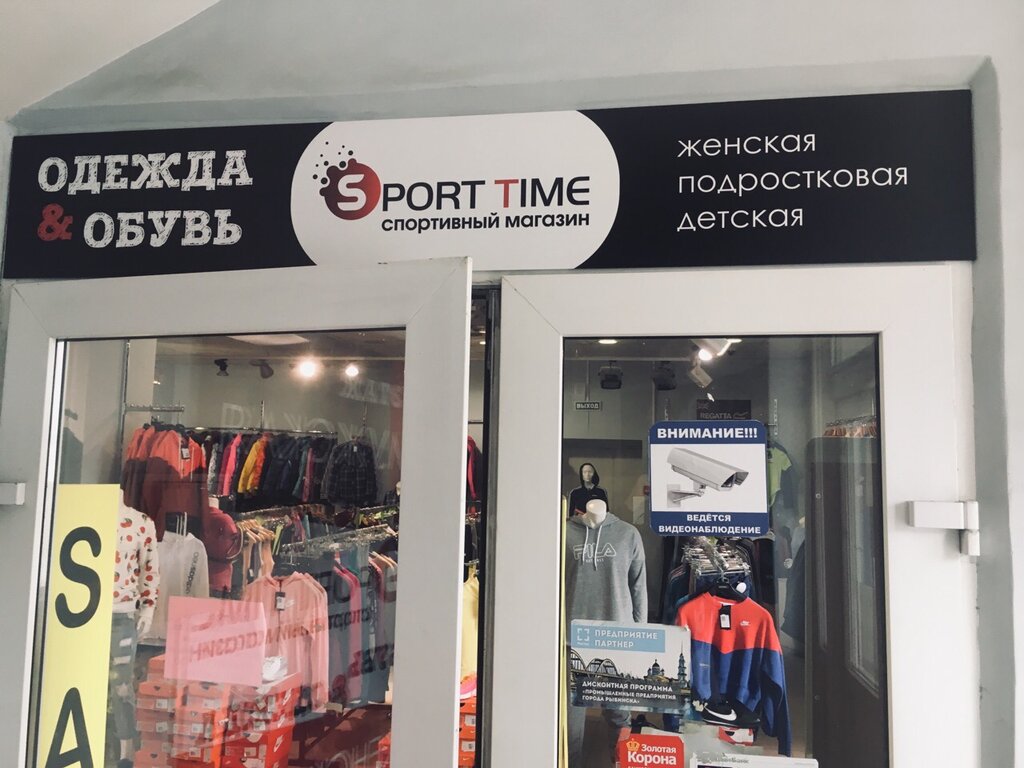 ОДЕЖДА
& ОБУВЬ
SPORT TIME
спортивный магазин
женская
подростковая
детская
ВЫХОД
REGATTA
ВНИМАНИЕ!!!
ВЕДЁТСЯ
ВИДЕОНАБЛЮДЕНИЕ
FILA
SA
ПРЕДПРИЯТИЕ
ПАРТНЕР
ДИСКОНТНАЯ ПРОГРАММА
«ПРОМЫШЛЕННЫЕ ПРЕДПРИЯТИЯ
ГОРОДА РЫБИНСКА»
Золотая
Корона